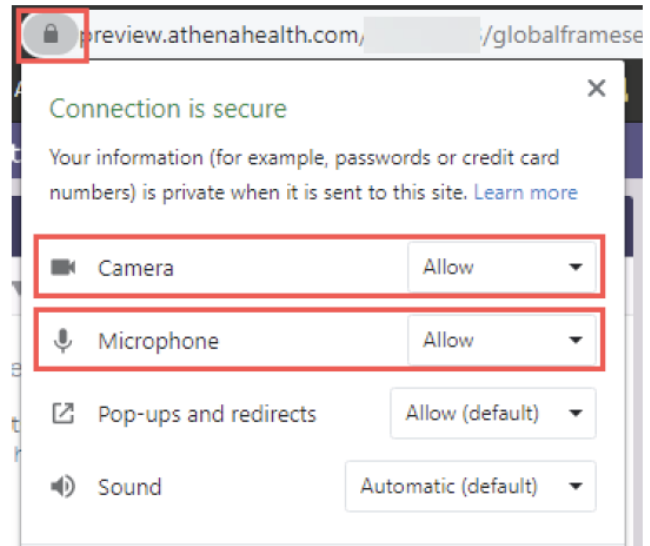 preview.athenahealth.com/ /globalframese
Connection is secure
Your information (for example, passwords or credit card
numbers) is private when it is sent to this site. Learn more
Camera Allow
Microphone Allow
Pop-ups and redirects Allow (default)
Sound Automatic (default)